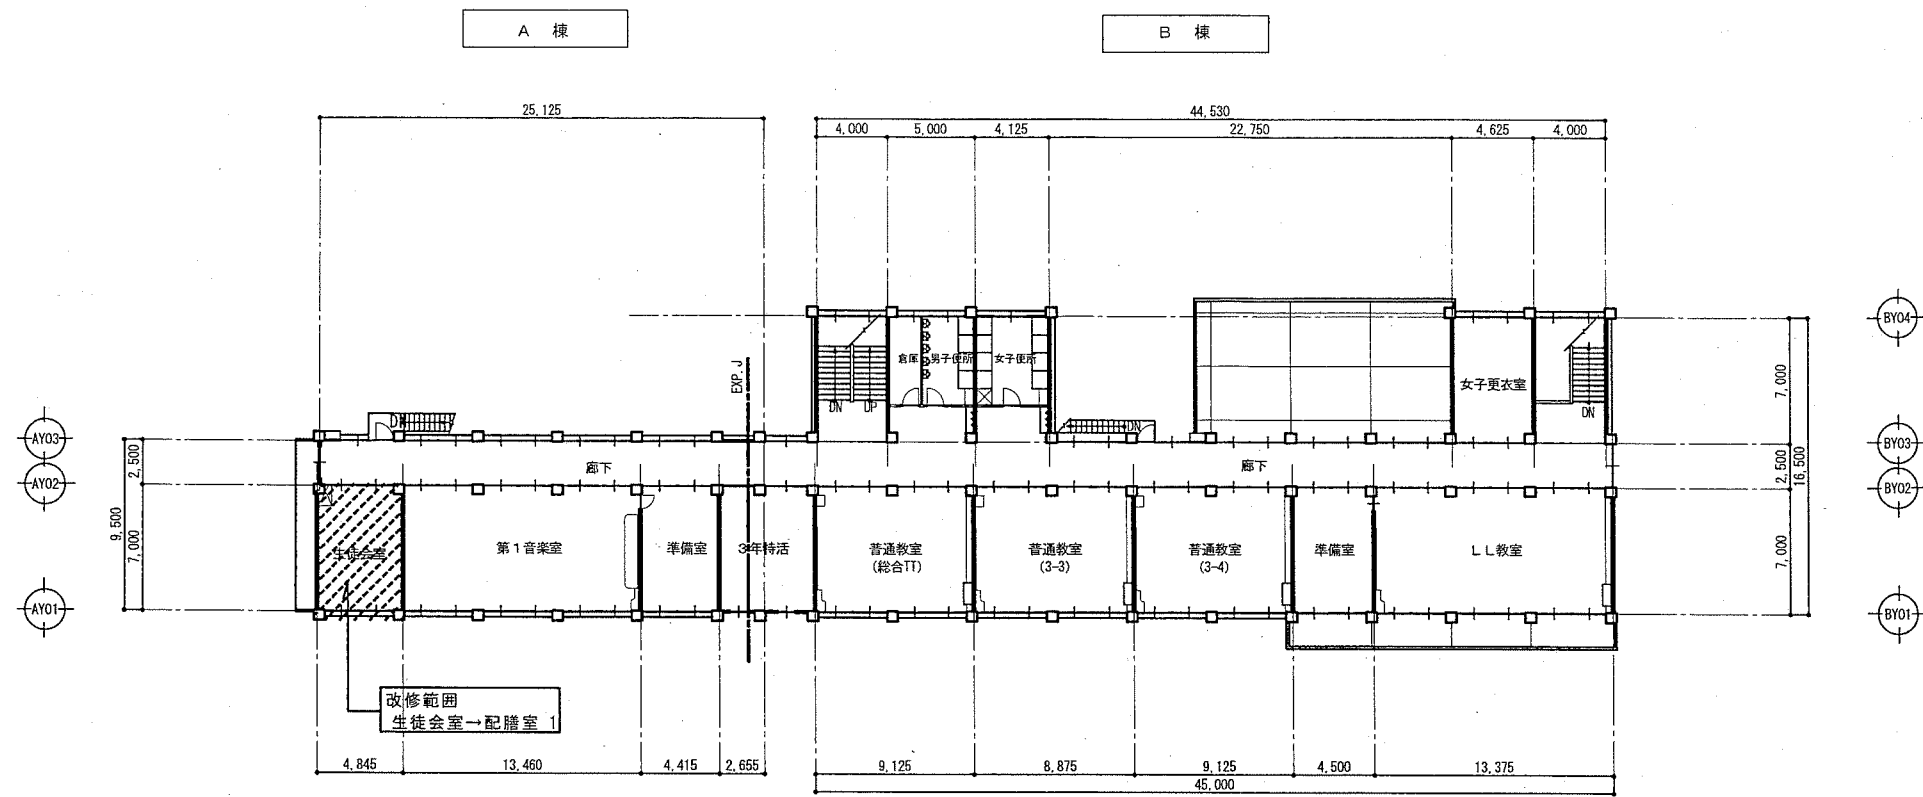 A 棟
B 棟
25,125
44,530
4,000
5,000
4,125
22,750
4,625
4,000
BY04
EXP.J
倉庫
男子便所
女子便所
女子更衣室
7,000
DN
UP
DN
DN
DN
AY03
BY03
2,500
廊下
廊下
2,500
16,500
AY02
BY02
9,500
7,000
生徒会室
第1音楽室
準備室
3年特活
普通教室
(総合TT)
普通教室
(3-3)
普通教室
(3-4)
準備室
LL教室
7,000
AY01
BY01
改修範囲
生徒会室→配膳室 1
4,845
13,460
4,415
2,655
9,125
8,875
9,125
4,500
13,375
45,000